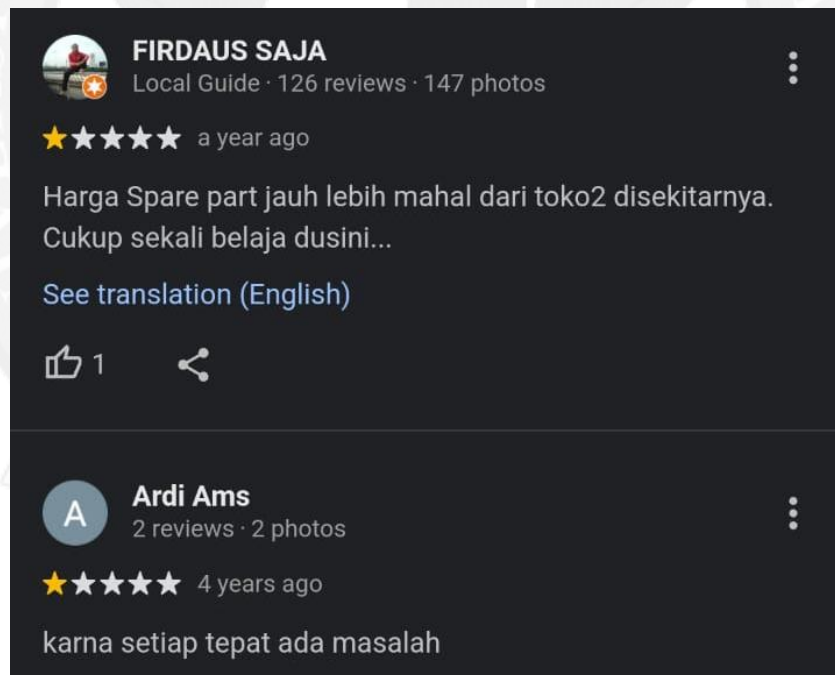 FIRDAUS SAJA
Local Guide · 126 reviews · 147 photos
a year ago
Harga Spare part jauh lebih mahal dari toko2 disekitarnya.
Cukup sekali belaja dusini...
See translation (English)
1
A
Ardi Ams
2 reviews · 2 photos
4 years ago
karna setiap tepat ada masalah